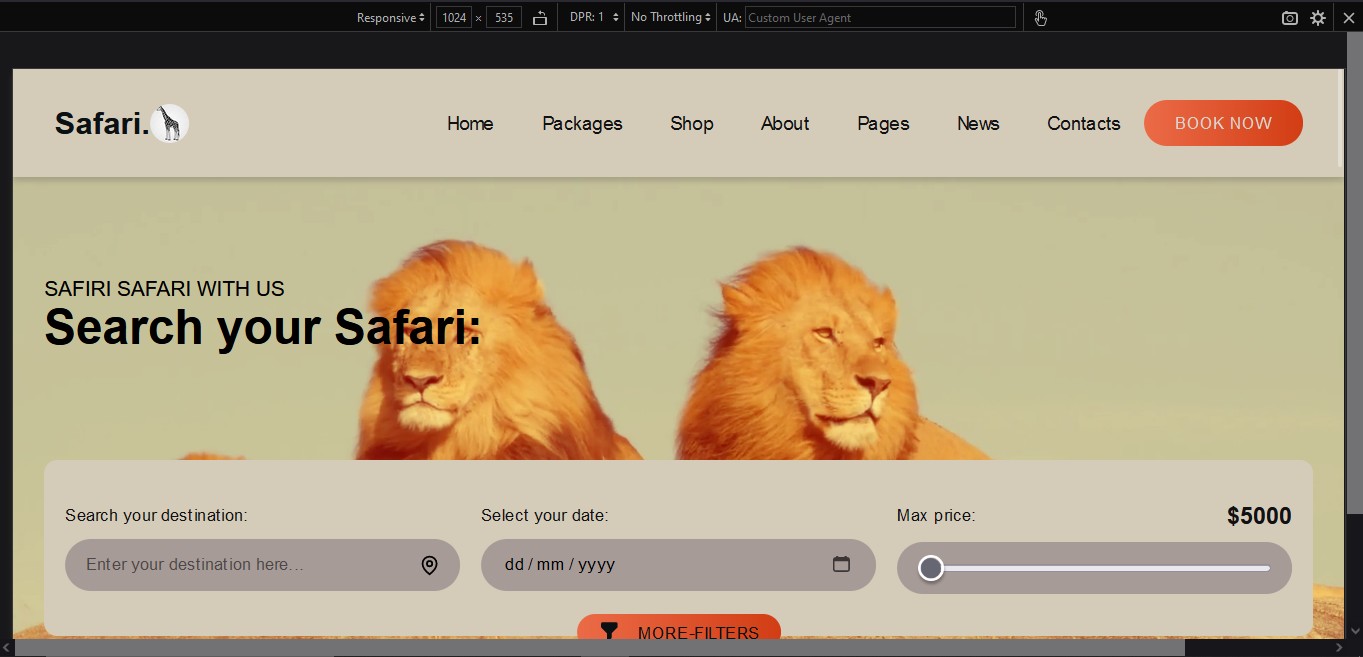 Responsive 1024 × 535 DPR: 1 No Throttling UA: Custom User Agent
Safari. Home Packages Shop About Pages News Contacts BOOK NOW
SAFIRI SAFARI WITH US
Search your Safari:
Search your destination: Select your date: Max price: $5000
Enter your destination here... dd / mm / yyyy
MORE-FILTERS